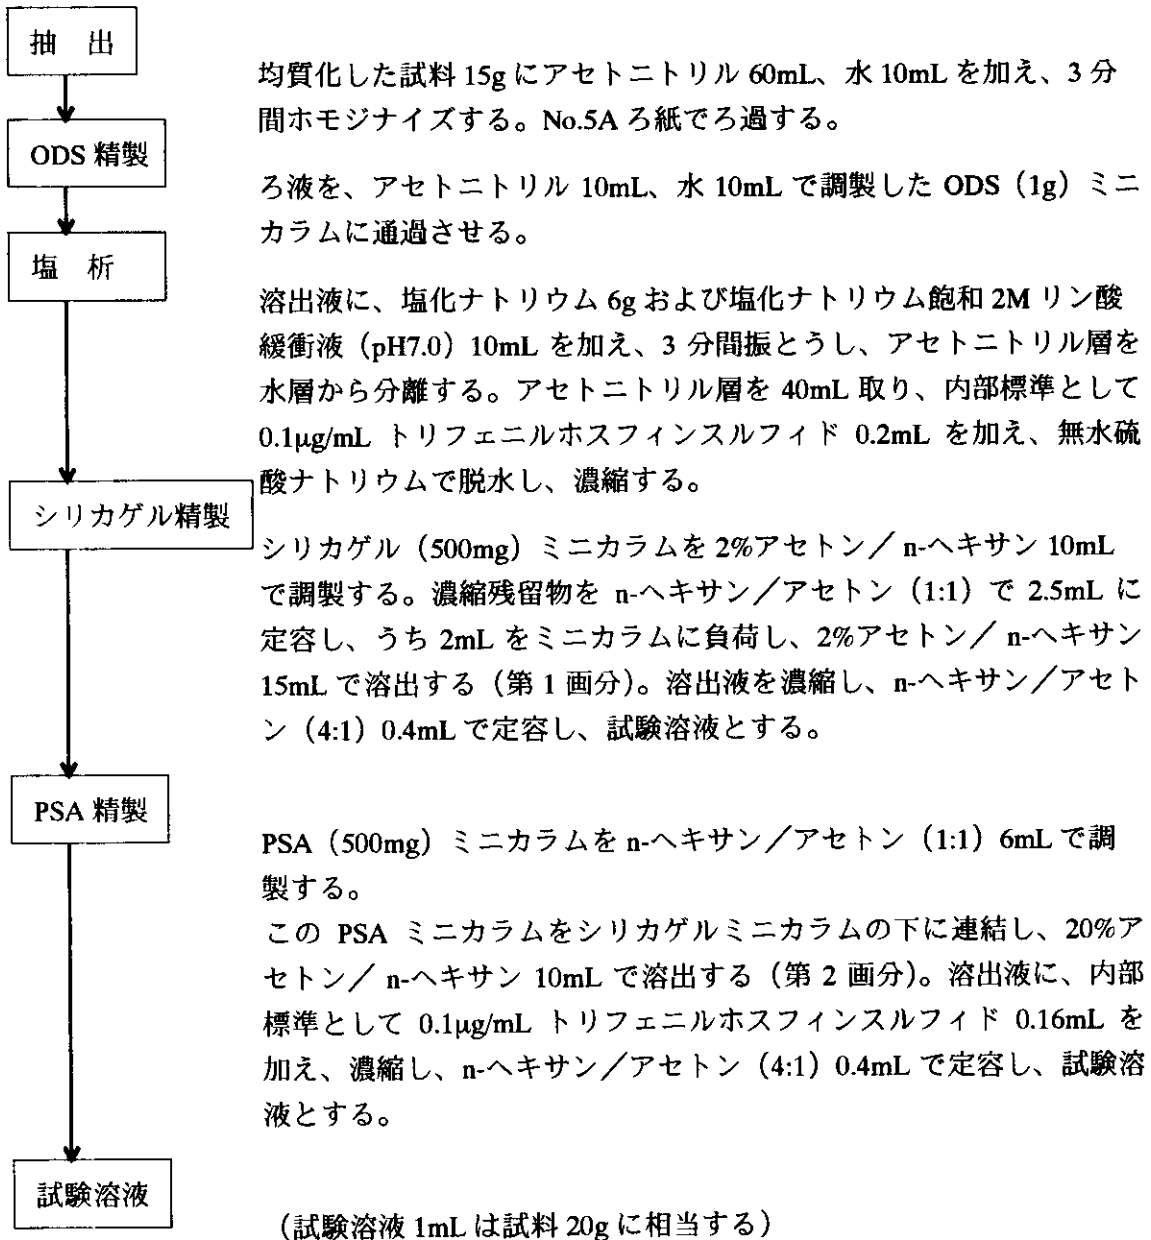 抽 出
均質化した試料 15g にアセトニトリル 60mL、水 10mL を加え、3 分
間ホモジナイズする。No.5A ろ紙でろ過する。
ODS 精製
ろ液を、アセトニトリル 10mL、水 10mL で調製した ODS（1g）ミニ
カラムに通過させる。
塩 析
溶出液に、塩化ナトリウム 6g および塩化ナトリウム飽和 2M リン酸
緩衝液（pH7.0）10mL を加え、3 分間振とうし、アセトニトリル層を
水層から分離する。アセトニトリル層を 40mL 取り、内部標準として
0.1μg/mL トリフェニルホスフィンスルフィド 0.2mL を加え、無水硫
酸ナトリウムで脱水し、濃縮する。
シリカゲル精製
シリカゲル（500mg）ミニカラムを 2%アセトン／ n-ヘキサン 10mL
で調製する。濃縮残留物を n-ヘキサン／アセトン（1:1）で 2.5mL に
定容し、うち 2mL をミニカラムに負荷し、2%アセトン／ n-ヘキサン
15mL で溶出する（第 1 画分）。溶出液を濃縮し、n-ヘキサン／アセト
ン（4:1）0.4mL で定容し、試験溶液とする。
PSA 精製
PSA（500mg）ミニカラムを n-ヘキサン／アセトン（1:1）6mL で調
製する。
この PSA ミニカラムをシリカゲルミニカラムの下に連結し、20%ア
セトン／ n-ヘキサン 10mL で溶出する（第 2 画分）。溶出液に、内部
標準として 0.1μg/mL トリフェニルホスフィンスルフィド 0.16mL を
加え、濃縮し、n-ヘキサン／アセトン（4:1）0.4mL で定容し、試験溶
液とする。
試験溶液
（試験溶液 1mL は試料 20g に相当する）